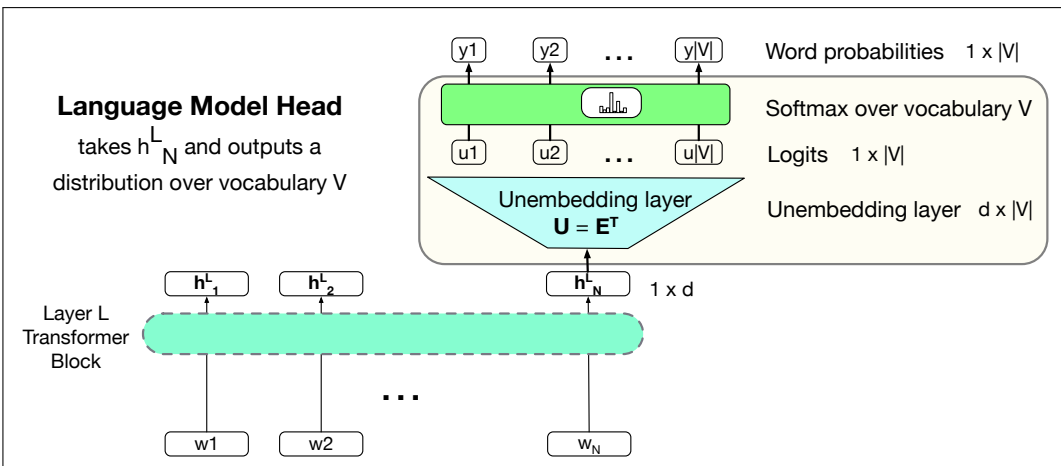 y1 y2 ... y|V| Word probabilities 1 x |V|
Language Model Head
takes h^L_N and outputs a
distribution over vocabulary V
Softmax over vocabulary V
u1 u2 ... u|V| Logits 1 x |V|
Unembedding layer
U = E^T
Unembedding layer d x |V|
h^L_1 h^L_2 h^L_N 1 x d
Layer L
Transformer
Block
...
w1 w2 w_N